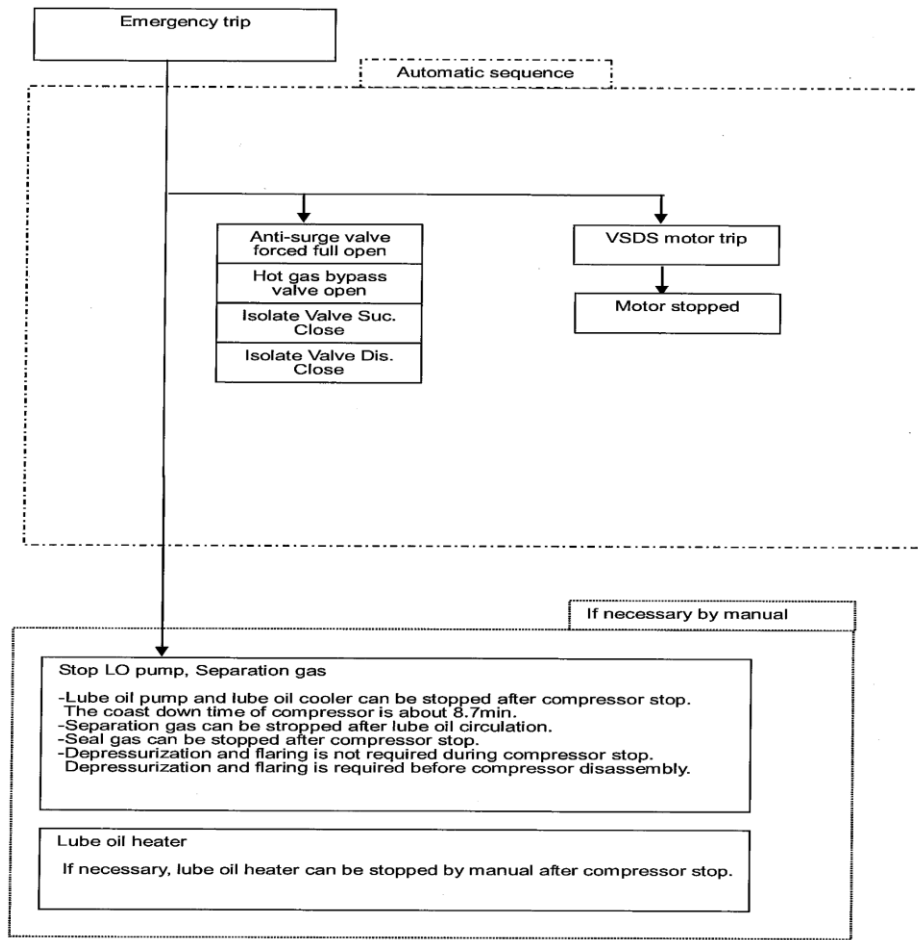 Emergency trip
Automatic sequence
Anti-surge valve
forced full open
Hot gas bypass
valve open
Isolate Valve Suc.
Close
Isolate Valve Dis.
Close
VSDS motor trip
Motor stopped
If necessary by manual
Stop LO pump, Separation gas
-Lube oil pump and lube oil cooler can be stopped after compressor stop.
The coast down time of compressor is about 8.7min.
-Separation gas can be stropped after lube oil circulation.
-Seal gas can be stopped after compressor stop.
-Depressurization and flaring is not required during compressor stop.
Depressurization and flaring is required before compressor disassembly.
Lube oil heater
If necessary, lube oil heater can be stopped by manual after compressor stop.